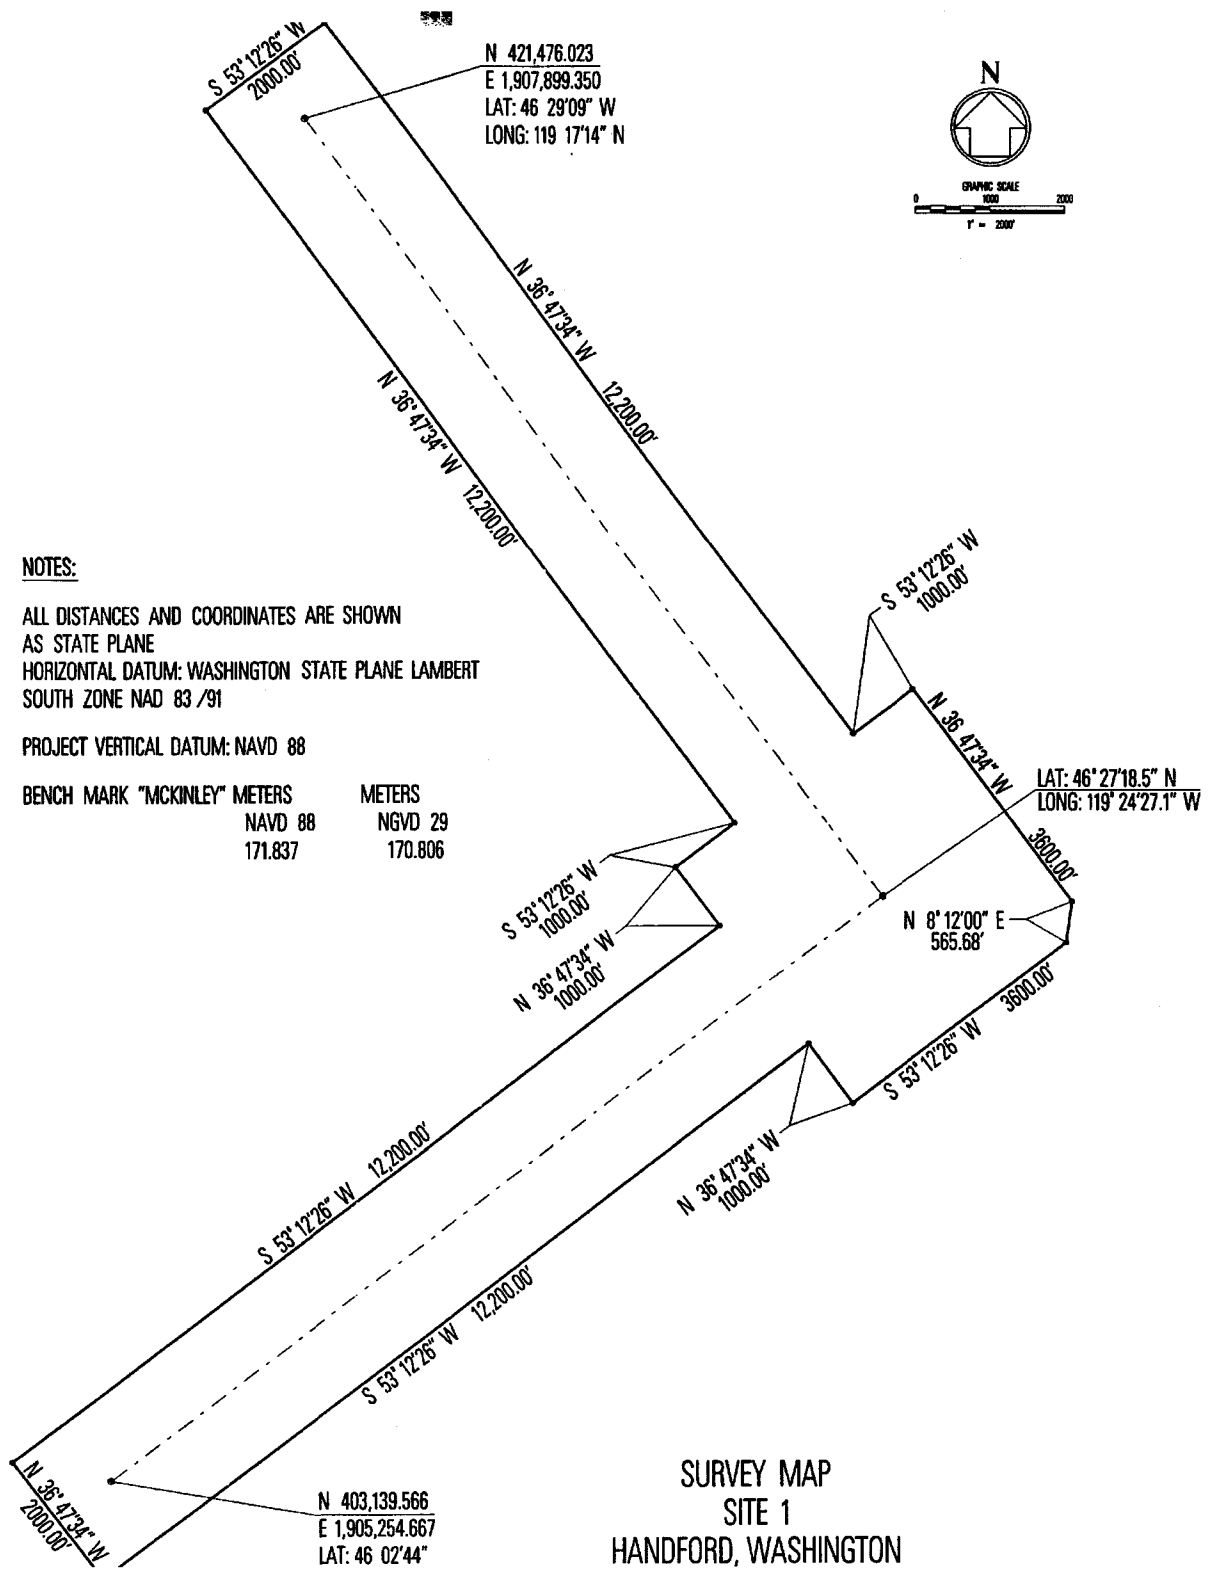 S 53°12'26" W
2000.00'
N 421,476.023
E 1,907,899.350
LAT: 46 29'09" W
LONG: 119 17'14" N
N
GRAPHIC SCALE
0 1000 2000
1" = 2000'
N 36°47'34" W 12,200.00'
N 36°47'34" W 12,200.00'
S 53°12'26" W
1000.00'
NOTES:
ALL DISTANCES AND COORDINATES ARE SHOWN
AS STATE PLANE
HORIZONTAL DATUM: WASHINGTON STATE PLANE LAMBERT
SOUTH ZONE NAD 83 /91
PROJECT VERTICAL DATUM: NAVD 88
BENCH MARK "MCKINLEY" METERS METERS
NAVD 88 NGVD 29
171.837 170.806
N 36 47'34" W 3600.00'
LAT: 46°27'18.5" N
LONG: 119°24'27.1" W
S 53°12'26" W
1000.00'
N 36°47'34" W
1000.00'
N 8°12'00" E
565.68'
S 53°12'26" W 3600.00'
N 36°47'34" W
1000.00'
S 53°12'26" W 12,200.00'
S 53°12'26" W 12,200.00'
N 36°47'34" W
2000.00'
N 403,139.566
E 1,905,254.667
LAT: 46 02'44"
SURVEY MAP
SITE 1
HANDFORD, WASHINGTON